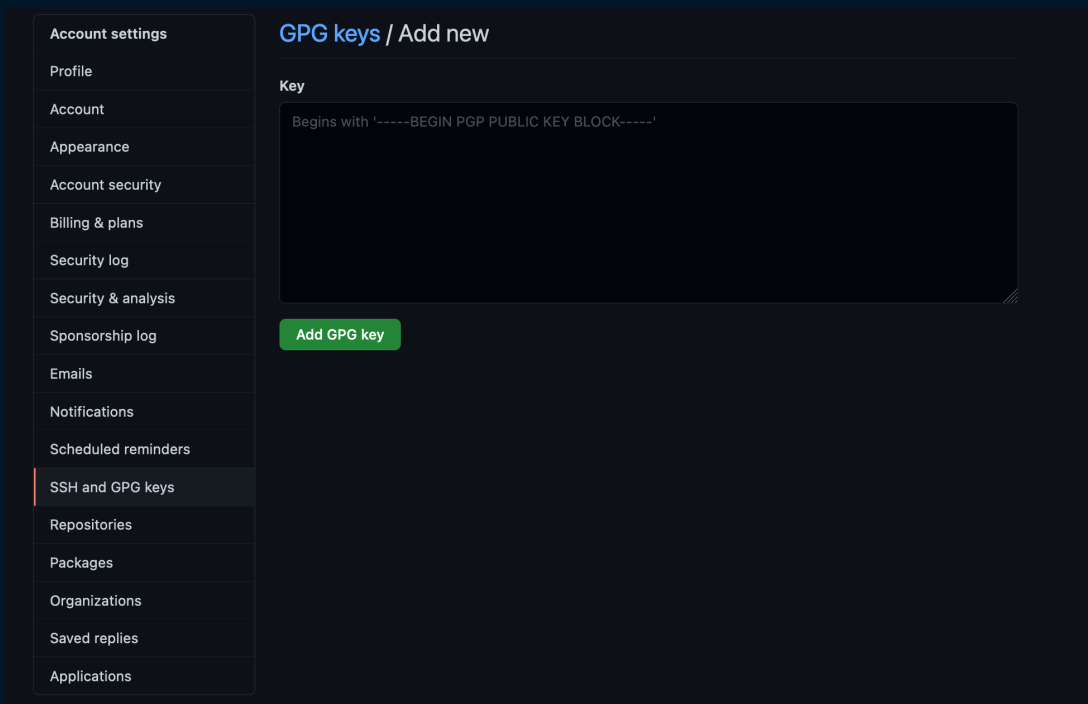 Account settings
Profile
Account
Appearance
Account security
Billing & plans
Security log
Security & analysis
Sponsorship log
Emails
Notifications
Scheduled reminders
SSH and GPG keys
Repositories
Packages
Organizations
Saved replies
Applications
GPG keys / Add new
Key
Begins with '-----BEGIN PGP PUBLIC KEY BLOCK-----'
Add GPG key